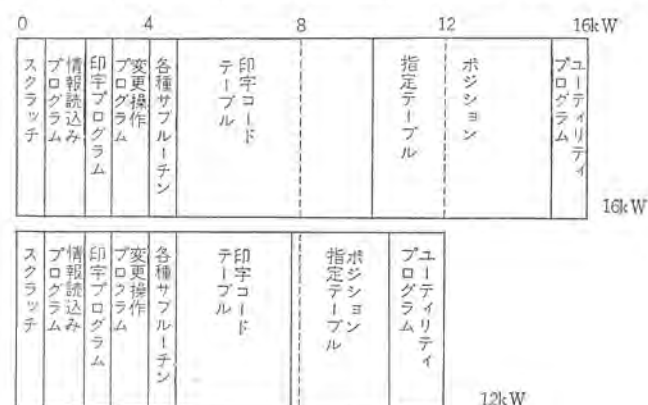 0 4 8 12 16kW
スクラッチ
情報読込み
プログラム
印字プログラム
変更操作
プログラム
各種サブルーチン
印字コード
テーブル
ポジション
指定テーブル
ユーティリティ
プログラム
16kW
スクラッチ
情報読込み
プログラム
印字プログラム
変更操作
プログラム
各種サブルーチン
印字コード
テーブル
ポジション
指定テーブル
ユーティリティ
プログラム
12kW